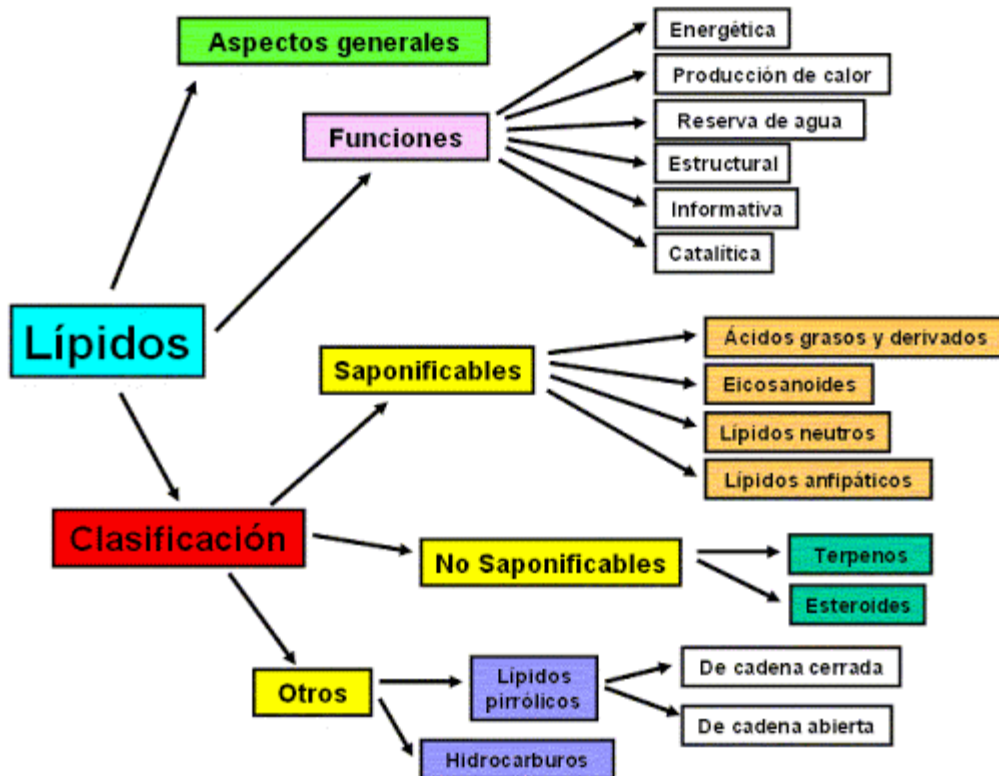 Aspectos generales
Funciones
Energética
Producción de calor
Reserva de agua
Estructural
Informativa
Catalítica
Lípidos
Saponificables
Ácidos grasos y derivados
Eicosanoides
Lípidos neutros
Lípidos anfipáticos
Clasificación
No Saponificables
Terpenos
Esteroides
Otros
Lípidos
pirrólicos
De cadena cerrada
De cadena abierta
Hidrocarburos